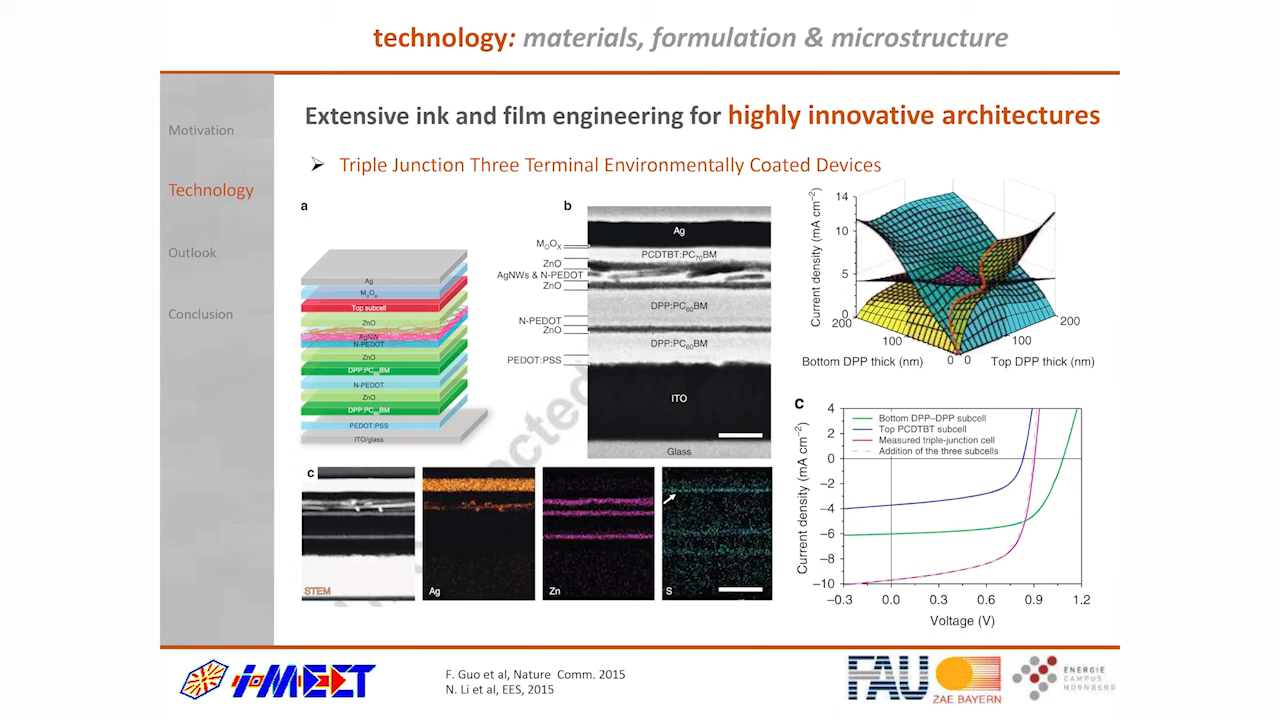 technology: materials, formulation & microstructure
Motivation
Technology
Outlook
Conclusion
Extensive ink and film engineering for highly innovative architectures
➢ Triple Junction Three Terminal Environmentally Coated Devices
a
Ag
MoOx
Top subcell
ZnO
AgNW
N-PEDOT
ZnO
DPP:PC60BM
N-PEDOT
ZnO
DPP:PC60BM
PEDOT:PSS
ITO/glass
b
MoOX
ZnO
AgNWs & N-PEDOT
ZnO
N-PEDOT
ZnO
PEDOT:PSS
Ag
PCDTBT:PC70BM
DPP:PC60BM
DPP:PC60BM
ITO
Glass
c
STEM
Ag
Zn
S
Current density (mA cm–2)
14
10
5
0
200
100
0
0
100
200
Bottom DPP thick (nm)
Top DPP thick (nm)
c
Current density (mA cm–2)
4
2
0
–2
–4
–6
–8
–10
Bottom DPP–DPP subcell
Top PCDTBT subcell
Measured triple-junction cell
Addition of the three subcells
–0.3
0.0
0.3
0.6
0.9
1.2
Voltage (V)
i-MEET
F. Guo et al, Nature Comm. 2015
N. Li et al, EES, 2015
FAU
ZAE BAYERN
ENERGIE
CAMPUS
NÜRNBERG